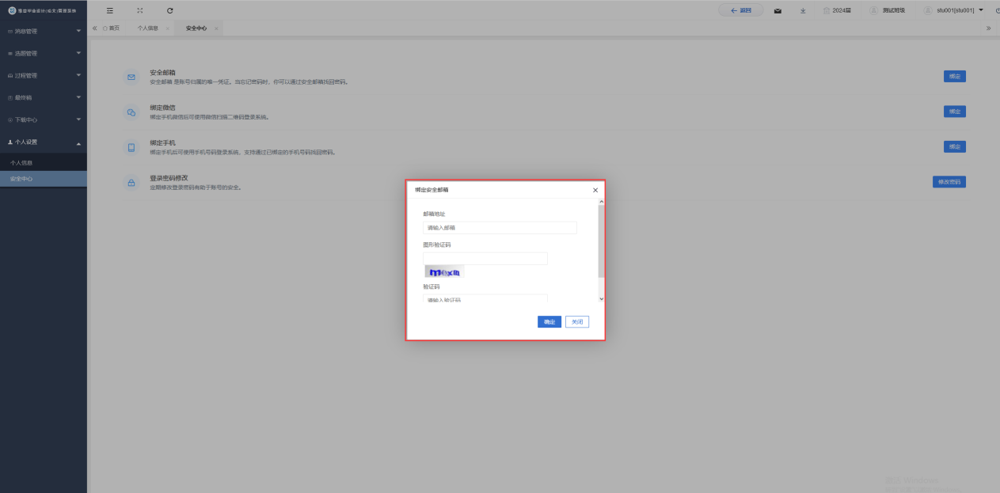 毕业设计(论文)管理系统
返回
2024届
测试班级
stu001[stu001]
消息管理
首页
个人信息
安全中心
选题管理
过程管理
最终稿
下载中心
个人设置
个人信息
安全中心
安全邮箱
安全邮箱 是账号归属的唯一凭证。当忘记密码时，你可以通过安全邮箱找回密码。
绑定
绑定微信
绑定手机微信后可使用微信扫描二维码登录系统。
绑定
绑定手机
绑定手机后可使用手机号码登录系统，支持通过已绑定的手机号码找回密码。
绑定
登录密码修改
定期修改登录密码有助于账号的安全。
修改密码
绑定安全邮箱
邮箱地址
请输入邮箱
图形验证码
mexm
验证码
请输入验证码
确定
关闭
激活 Windows